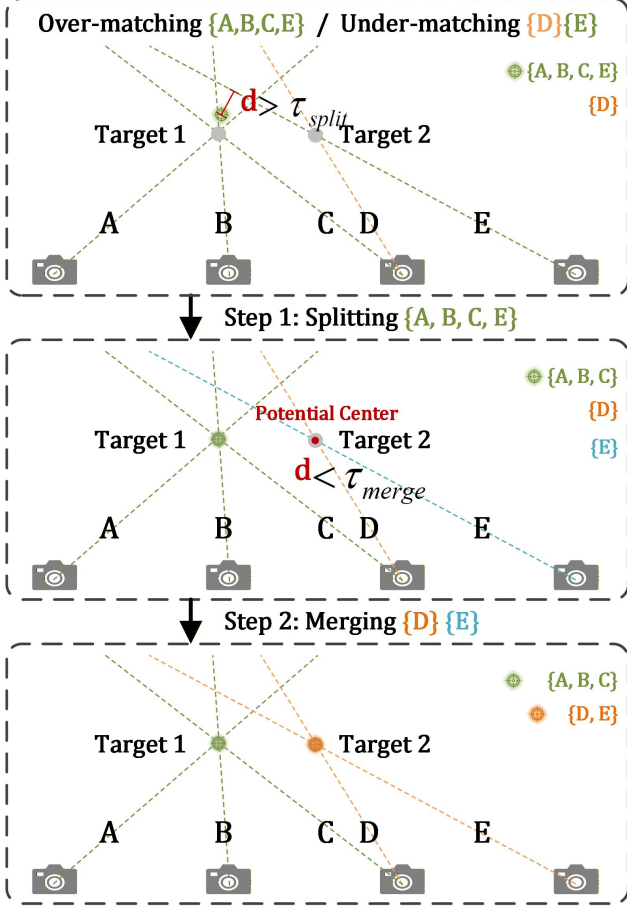 Over-matching {A,B,C,E} / Under-matching {D}{E}
{A, B, C, E}
d > τsplit
{D}
Target 1
Target 2
A
B
C
D
E
Step 1: Splitting {A, B, C, E}
{A, B, C}
Potential Center
{D}
Target 1
Target 2
{E}
d < τmerge
A
B
C
D
E
Step 2: Merging {D} {E}
{A, B, C}
{D, E}
Target 1
Target 2
A
B
C
D
E